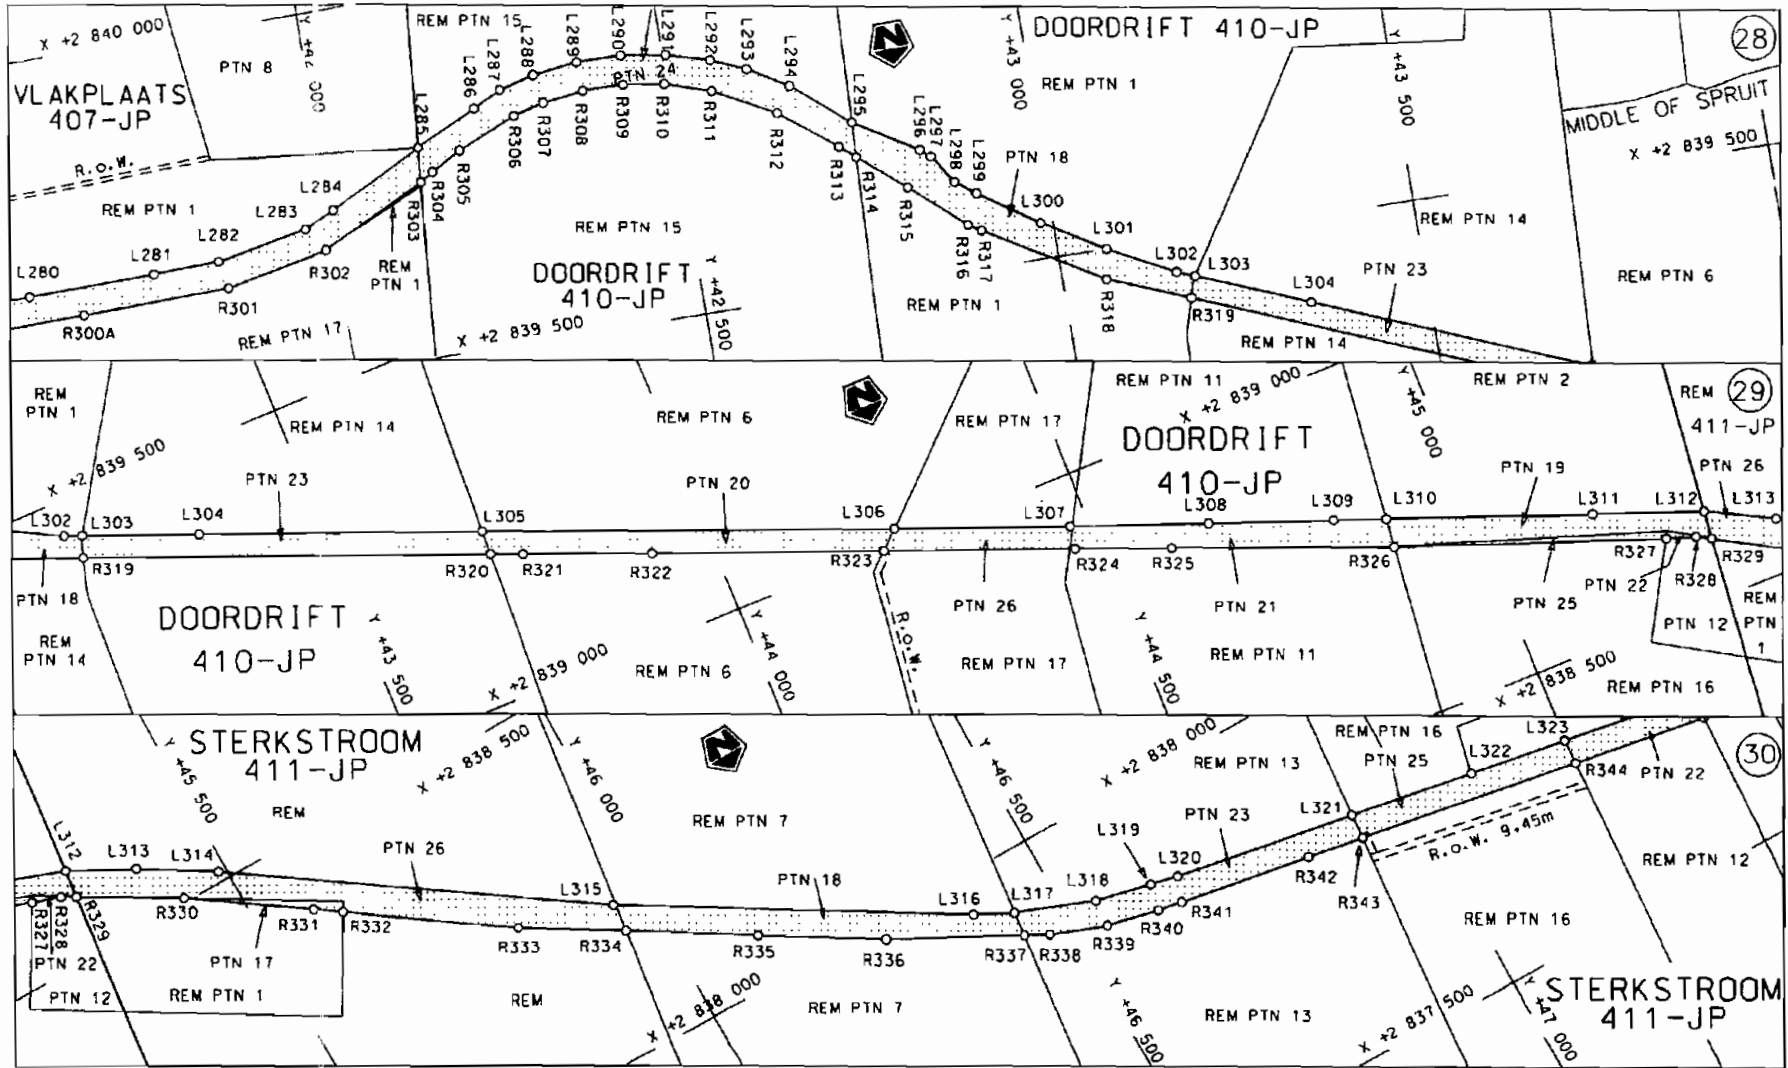 X +2 840 000
VLAKPLAATS
407-JP
PTN 8
000
REM PTN 15
R.O.W.
REM PTN 1
L280
L281
L282
L283
L284
L285
L286
L287
L288
L289
L290
L291
L292
L293
L294
L295
L296
L297
L298
L299
L300
L301
L302
L303
L304
PTN 24
R300A
R301
R302
R303
R304
R305
R306
R307
R308
R309
R310
R311
R312
R313
R314
R315
R316
R317
R318
R319
REM PTN 17
REM
PTN 1
REM PTN 15
DOORDRIFT
410-JP
X +2 839 500
Y +42 500
REM PTN 1
Y +43 000
DOORDRIFT 410-JP
REM PTN 1
PTN 18
Y +43 500
REM PTN 14
PTN 23
REM PTN 14
MIDDLE OF SPRUIT
X +2 839 500
REM PTN 6
28
REM
PTN 1
X +2 839 500
REM PTN 14
PTN 23
L302
L303
L304
L305
L306
L307
L308
L309
L310
L311
L312
L313
REM PTN 6
PTN 20
REM PTN 17
REM PTN 11
X +2 839 000
DOORDRIFT
410-JP
Y +45 000
REM PTN 2
PTN 19
REM
411-JP
PTN 26
29
R319
R320
R321
R322
R323
R324
R325
R326
R327
R328
R329
PTN 18
REM
PTN 14
DOORDRIFT
410-JP
Y +43 500
X +2 839 000
REM PTN 6
Y +44 000
R.O.W.
PTN 26
REM PTN 17
Y +44 500
PTN 21
REM PTN 11
PTN 25
PTN 22
X +2 838 500
REM PTN 16
PTN 12
REM
PTN
1
STERKSTROOM
411-JP
Y +45 500
REM
X +2 838 500
Y +46 000
L312
L313
L314
L315
L316
L317
L318
L319
L320
L321
L322
L323
PTN 26
REM PTN 7
PTN 18
Y +46 500
X +2 838 000
REM PTN 13
PTN 23
REM PTN 16
PTN 25
PTN 22
30
R327
R328
R329
R330
R331
R332
R333
R334
R335
R336
R337
R338
R339
R340
R341
R342
R343
R344
R.O.W. 9.45m
REM PTN 12
PTN 22
PTN 12
PTN 17
REM PTN 1
REM
X +2 838 000
REM PTN 7
Y +46 500
REM PTN 13
X +2 837 500
REM PTN 16
Y +47 000
STERKSTROOM
411-JP